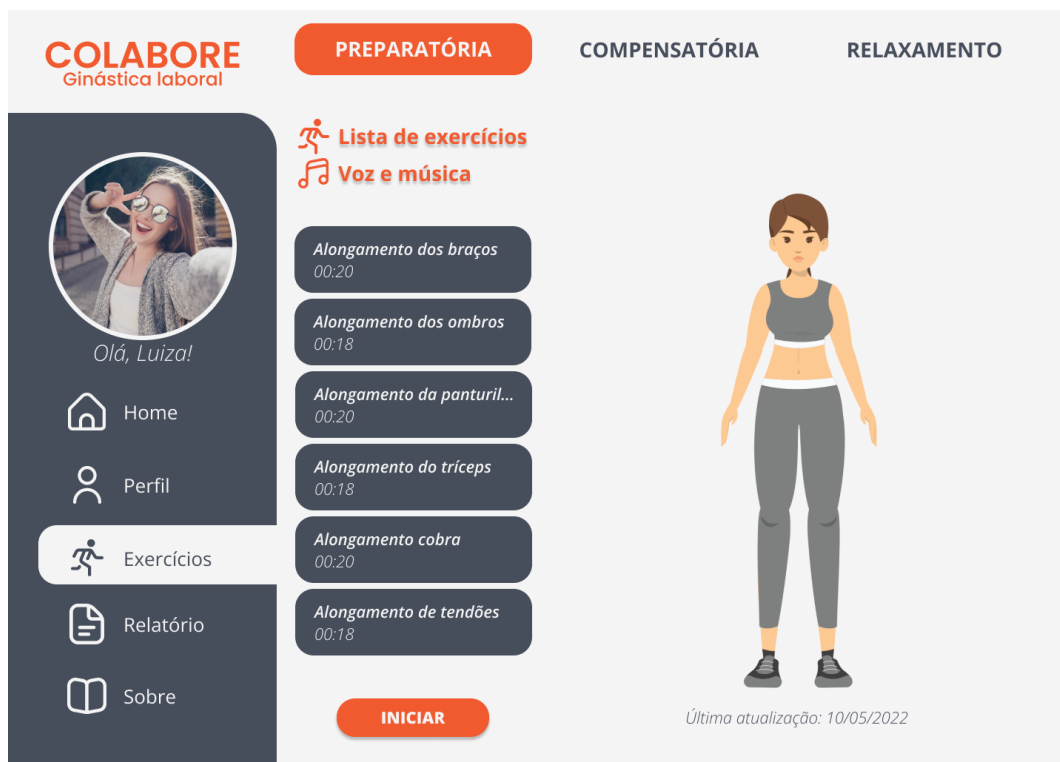 COLABORE
Ginástica laboral
PREPARATÓRIA
COMPENSATÓRIA
RELAXAMENTO
Olá, Luiza!
Home
Perfil
Exercícios
Relatório
Sobre
Lista de exercícios
Voz e música
Alongamento dos braços
00:20
Alongamento dos ombros
00:18
Alongamento da panturil...
00:20
Alongamento do tríceps
00:18
Alongamento cobra
00:20
Alongamento de tendões
00:18
INICIAR
Última atualização: 10/05/2022